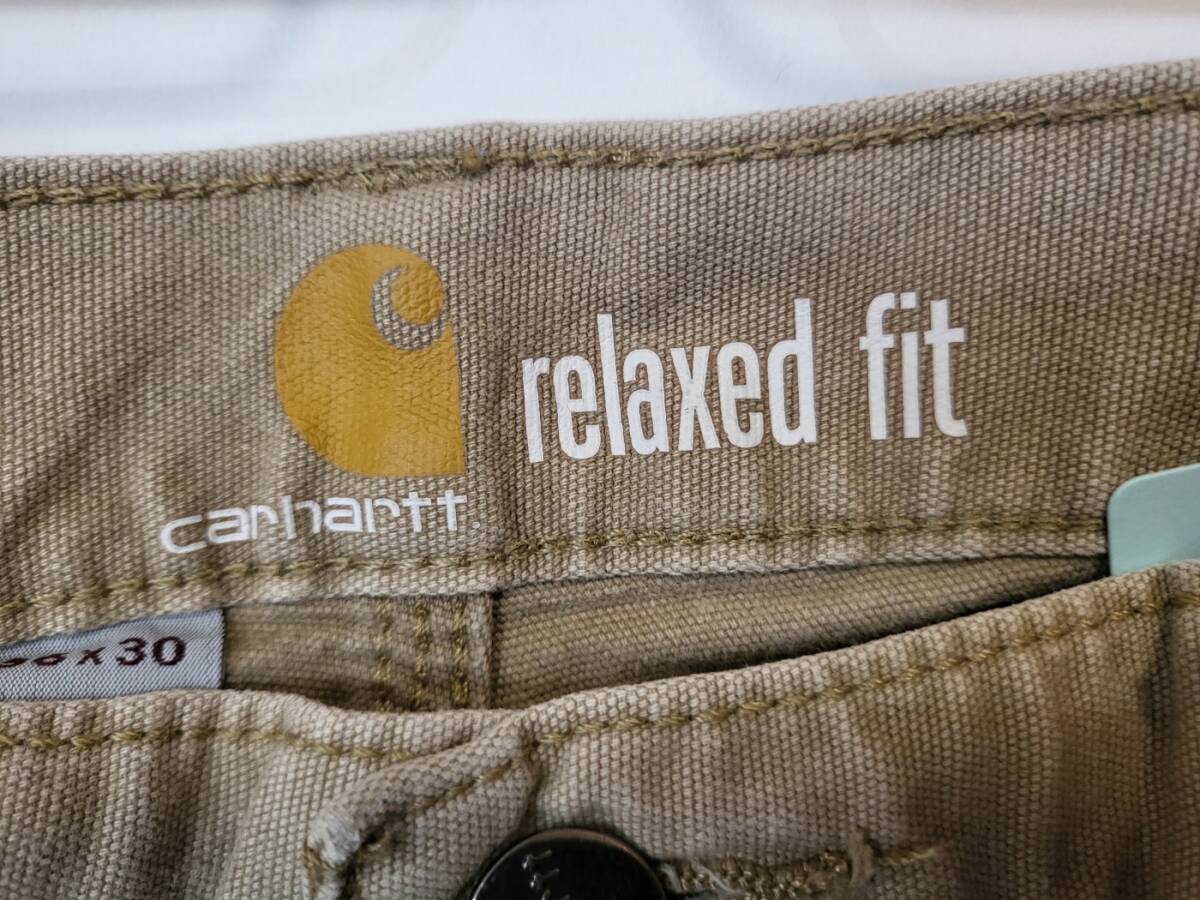 relaxed fit
carhartt.
x 30